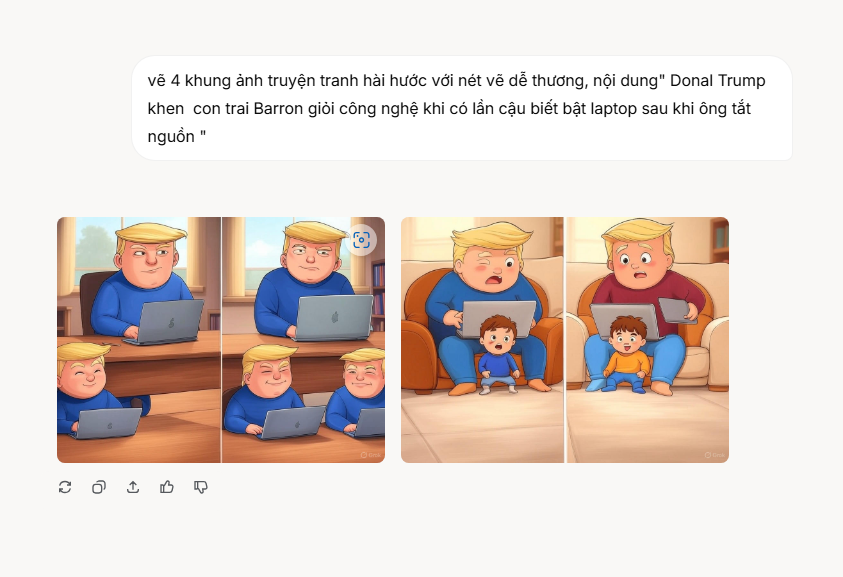 vẽ 4 khung ảnh truyện tranh hài hước với nét vẽ dễ thương, nội dung" Donal Trump
khen  con trai Barron giỏi công nghệ khi có lần cậu biết bật laptop sau khi ông tắt
nguồn "